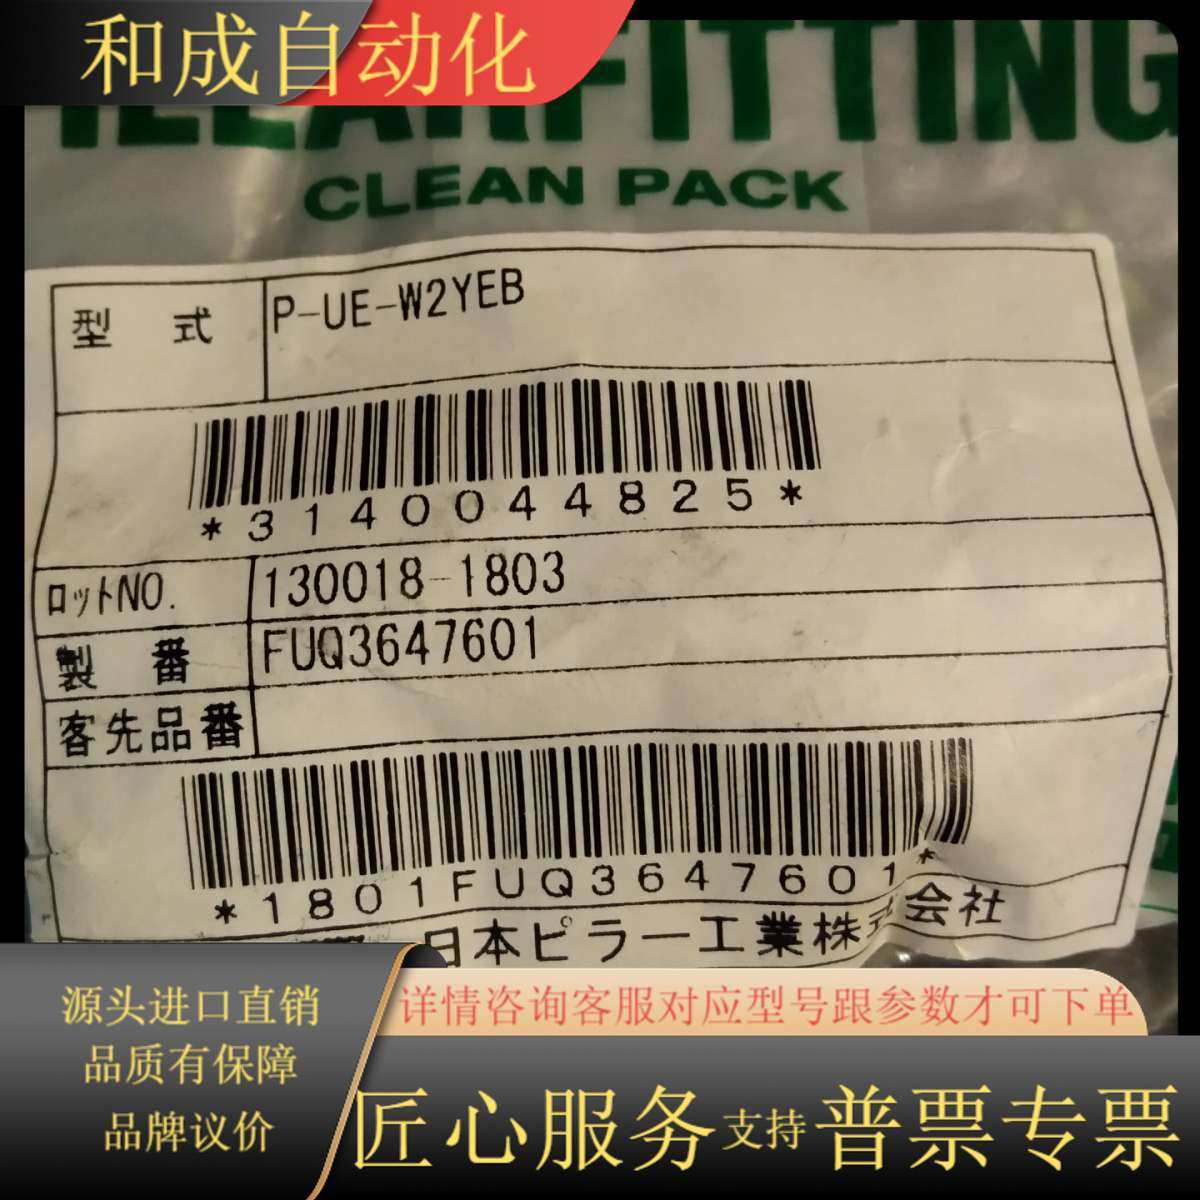 和成自动化
ILLARFITTING
CLEAN PACK
型 式 P-UE-W2YEB
*3140044825*
ロットNO. 130018-1803
製 番 FUQ3647601
客先品番
*1801FUQ3647601*
日本ピラー工業株式会社
源头进口直销
品质有保障
品牌议价
详情咨询客服对应型号跟参数才可下单
匠心服务支持普票专票